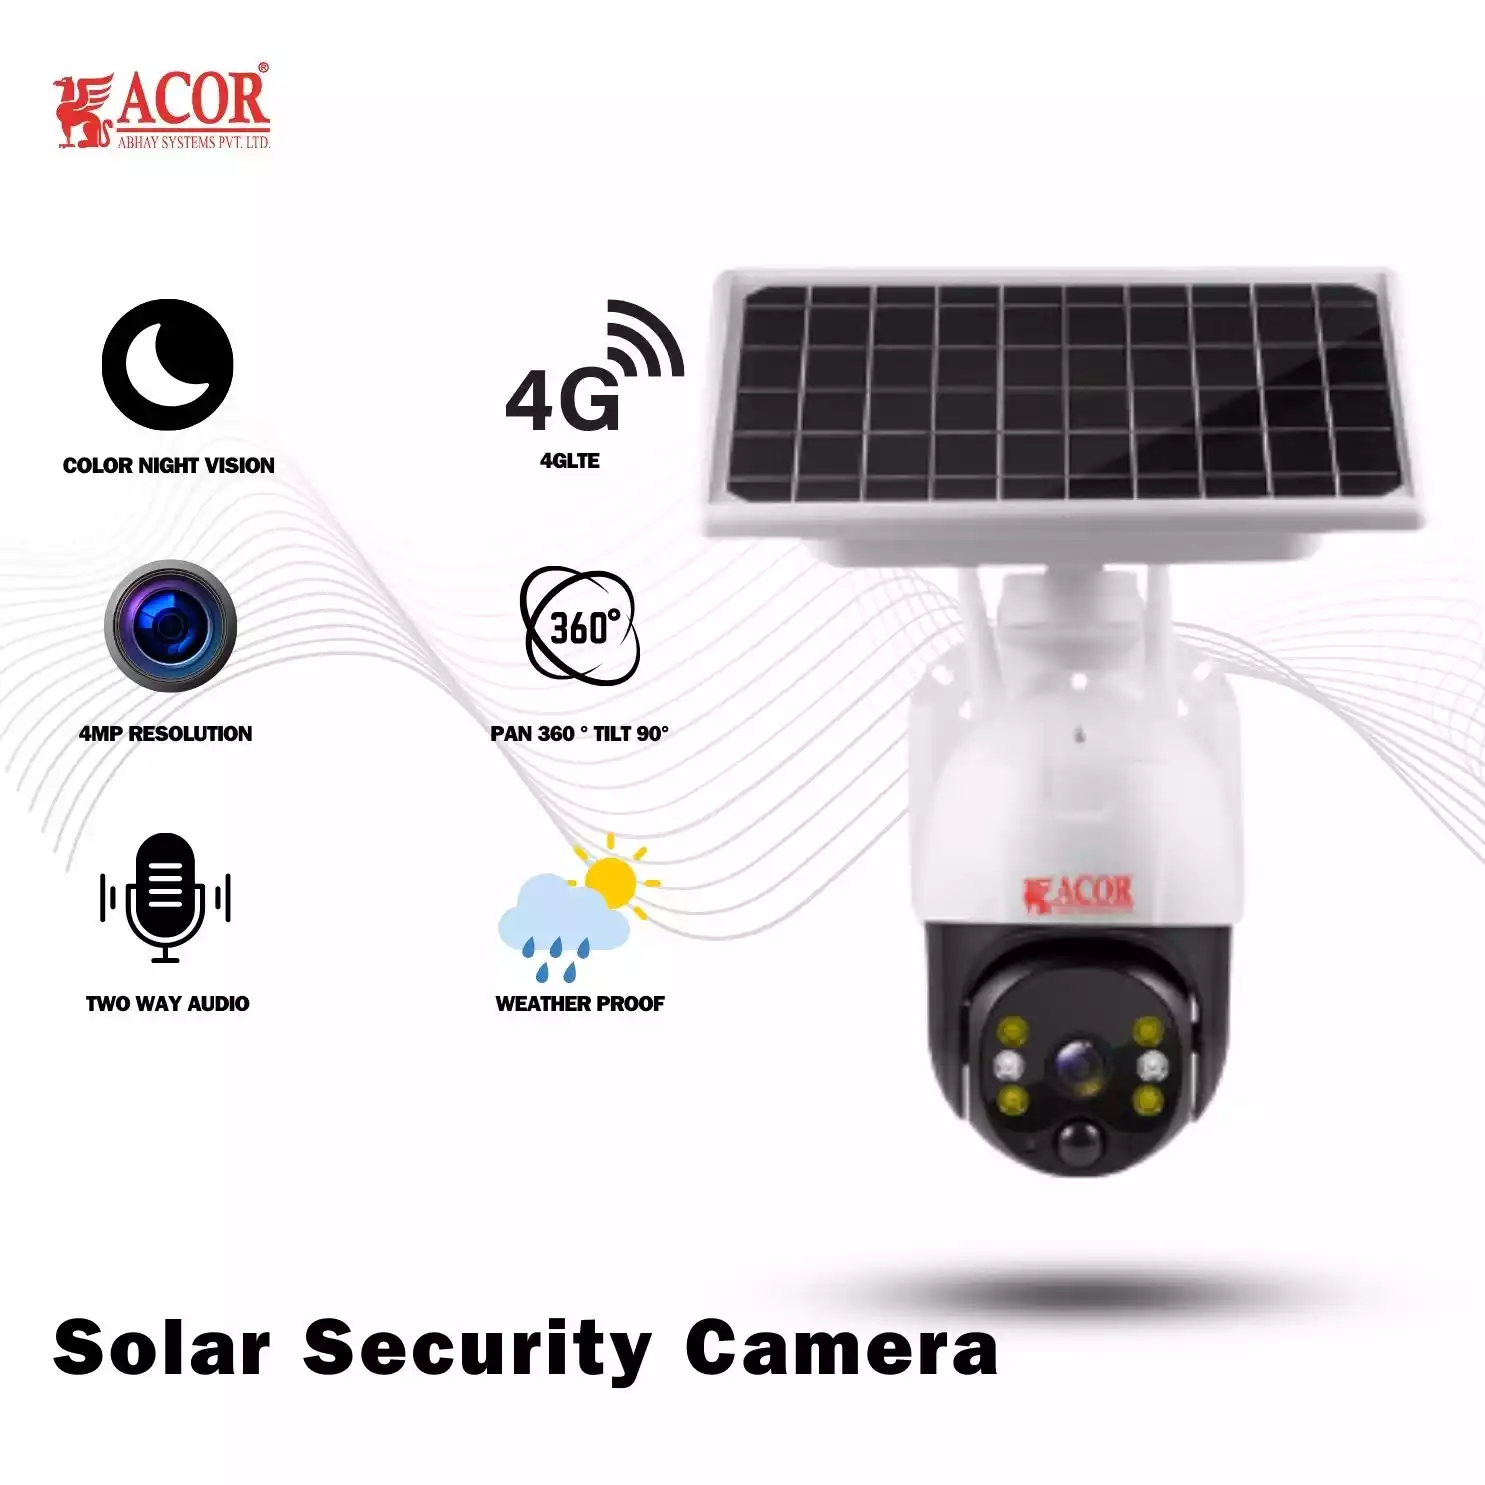 ACOR®
ABHAY SYSTEMS PVT. LTD.
COLOR NIGHT VISION
4G
4GLTE
4MP RESOLUTION
360°
PAN 360 ° TILT 90°
TWO WAY AUDIO
WEATHER PROOF
ACOR
Solar Security Camera